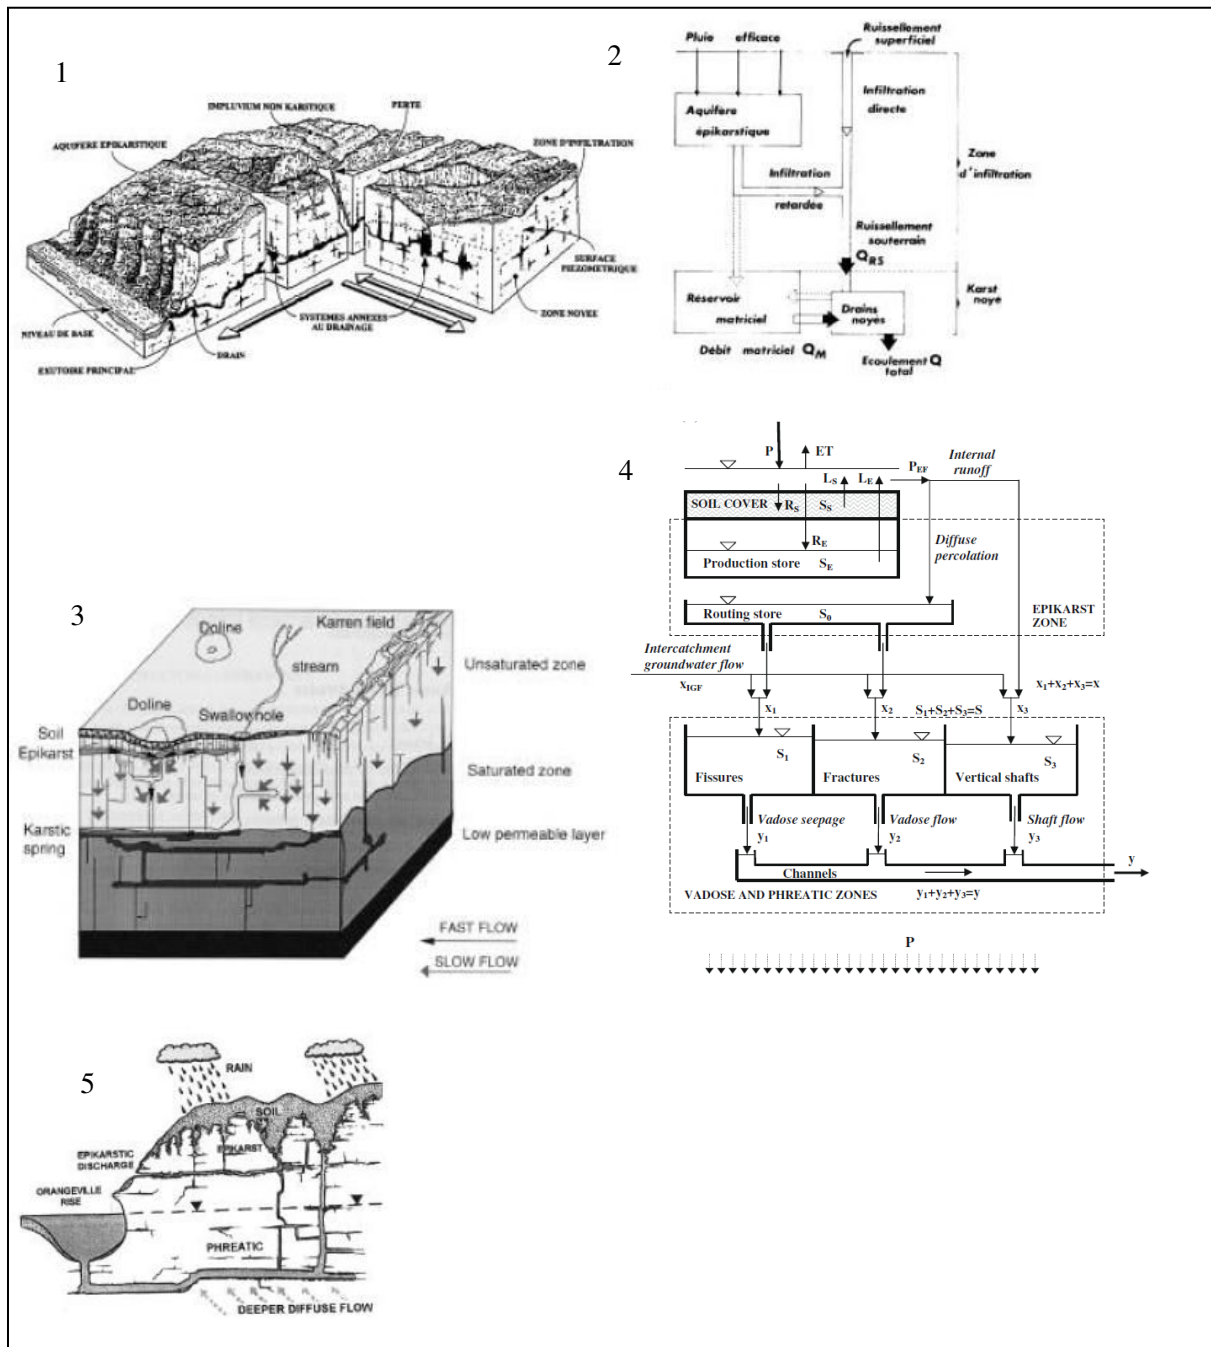 1
IMPLUVIUM NON KARSTIQUE
PERTE
AQUIFERE EPIKARSTIQUE
ZONE D'INFILTRATION
SURFACE
PIEZOMETRIQUE
SYSTEMES ANNEXES
AU DRAINAGE
ZONE NOYEE
NIVEAU DE BASE
DRAIN
EXUTOIRE PRINCIPAL
2
Pluie efficace
Ruissellement
superficiel
Aquifère
épikarstique
Infiltration
directe
Zone
d'infiltration
Infiltration
retardée
Ruissellement
souterrain
QRS
Karst
noyé
Réservoir
matriciel
Drains
noyés
Débit matriciel QM
Ecoulement Q
total
3
Doline
Karren field
stream
Unsaturated zone
Doline
Swallowhole
Soil
Epikarst
Saturated zone
Karstic
spring
Low permeable layer
FAST FLOW
SLOW FLOW
4
P
ET
PEF
Internal
runoff
LS
LE
SOIL COVER
RS
SS
RE
Diffuse
percolation
Production store
SE
Routing store
S0
EPIKARST
ZONE
Intercatchment
groundwater flow
xIGF
x1+x2+x3=x
x1
x2
S1+S2+S3=S
x3
S1
S2
S3
Fissures
Fractures
Vertical shafts
Vadose seepage
Vadose flow
Shaft flow
y1
y2
y3
y
Channels
VADOSE AND PHREATIC ZONES
y1+y2+y3=y
P
5
RAIN
SOIL
EPIKARST
EPIKARSTIC
DISCHARGE
ORANGEVILLE
RISE
PHREATIC
DEEPER DIFFUSE FLOW